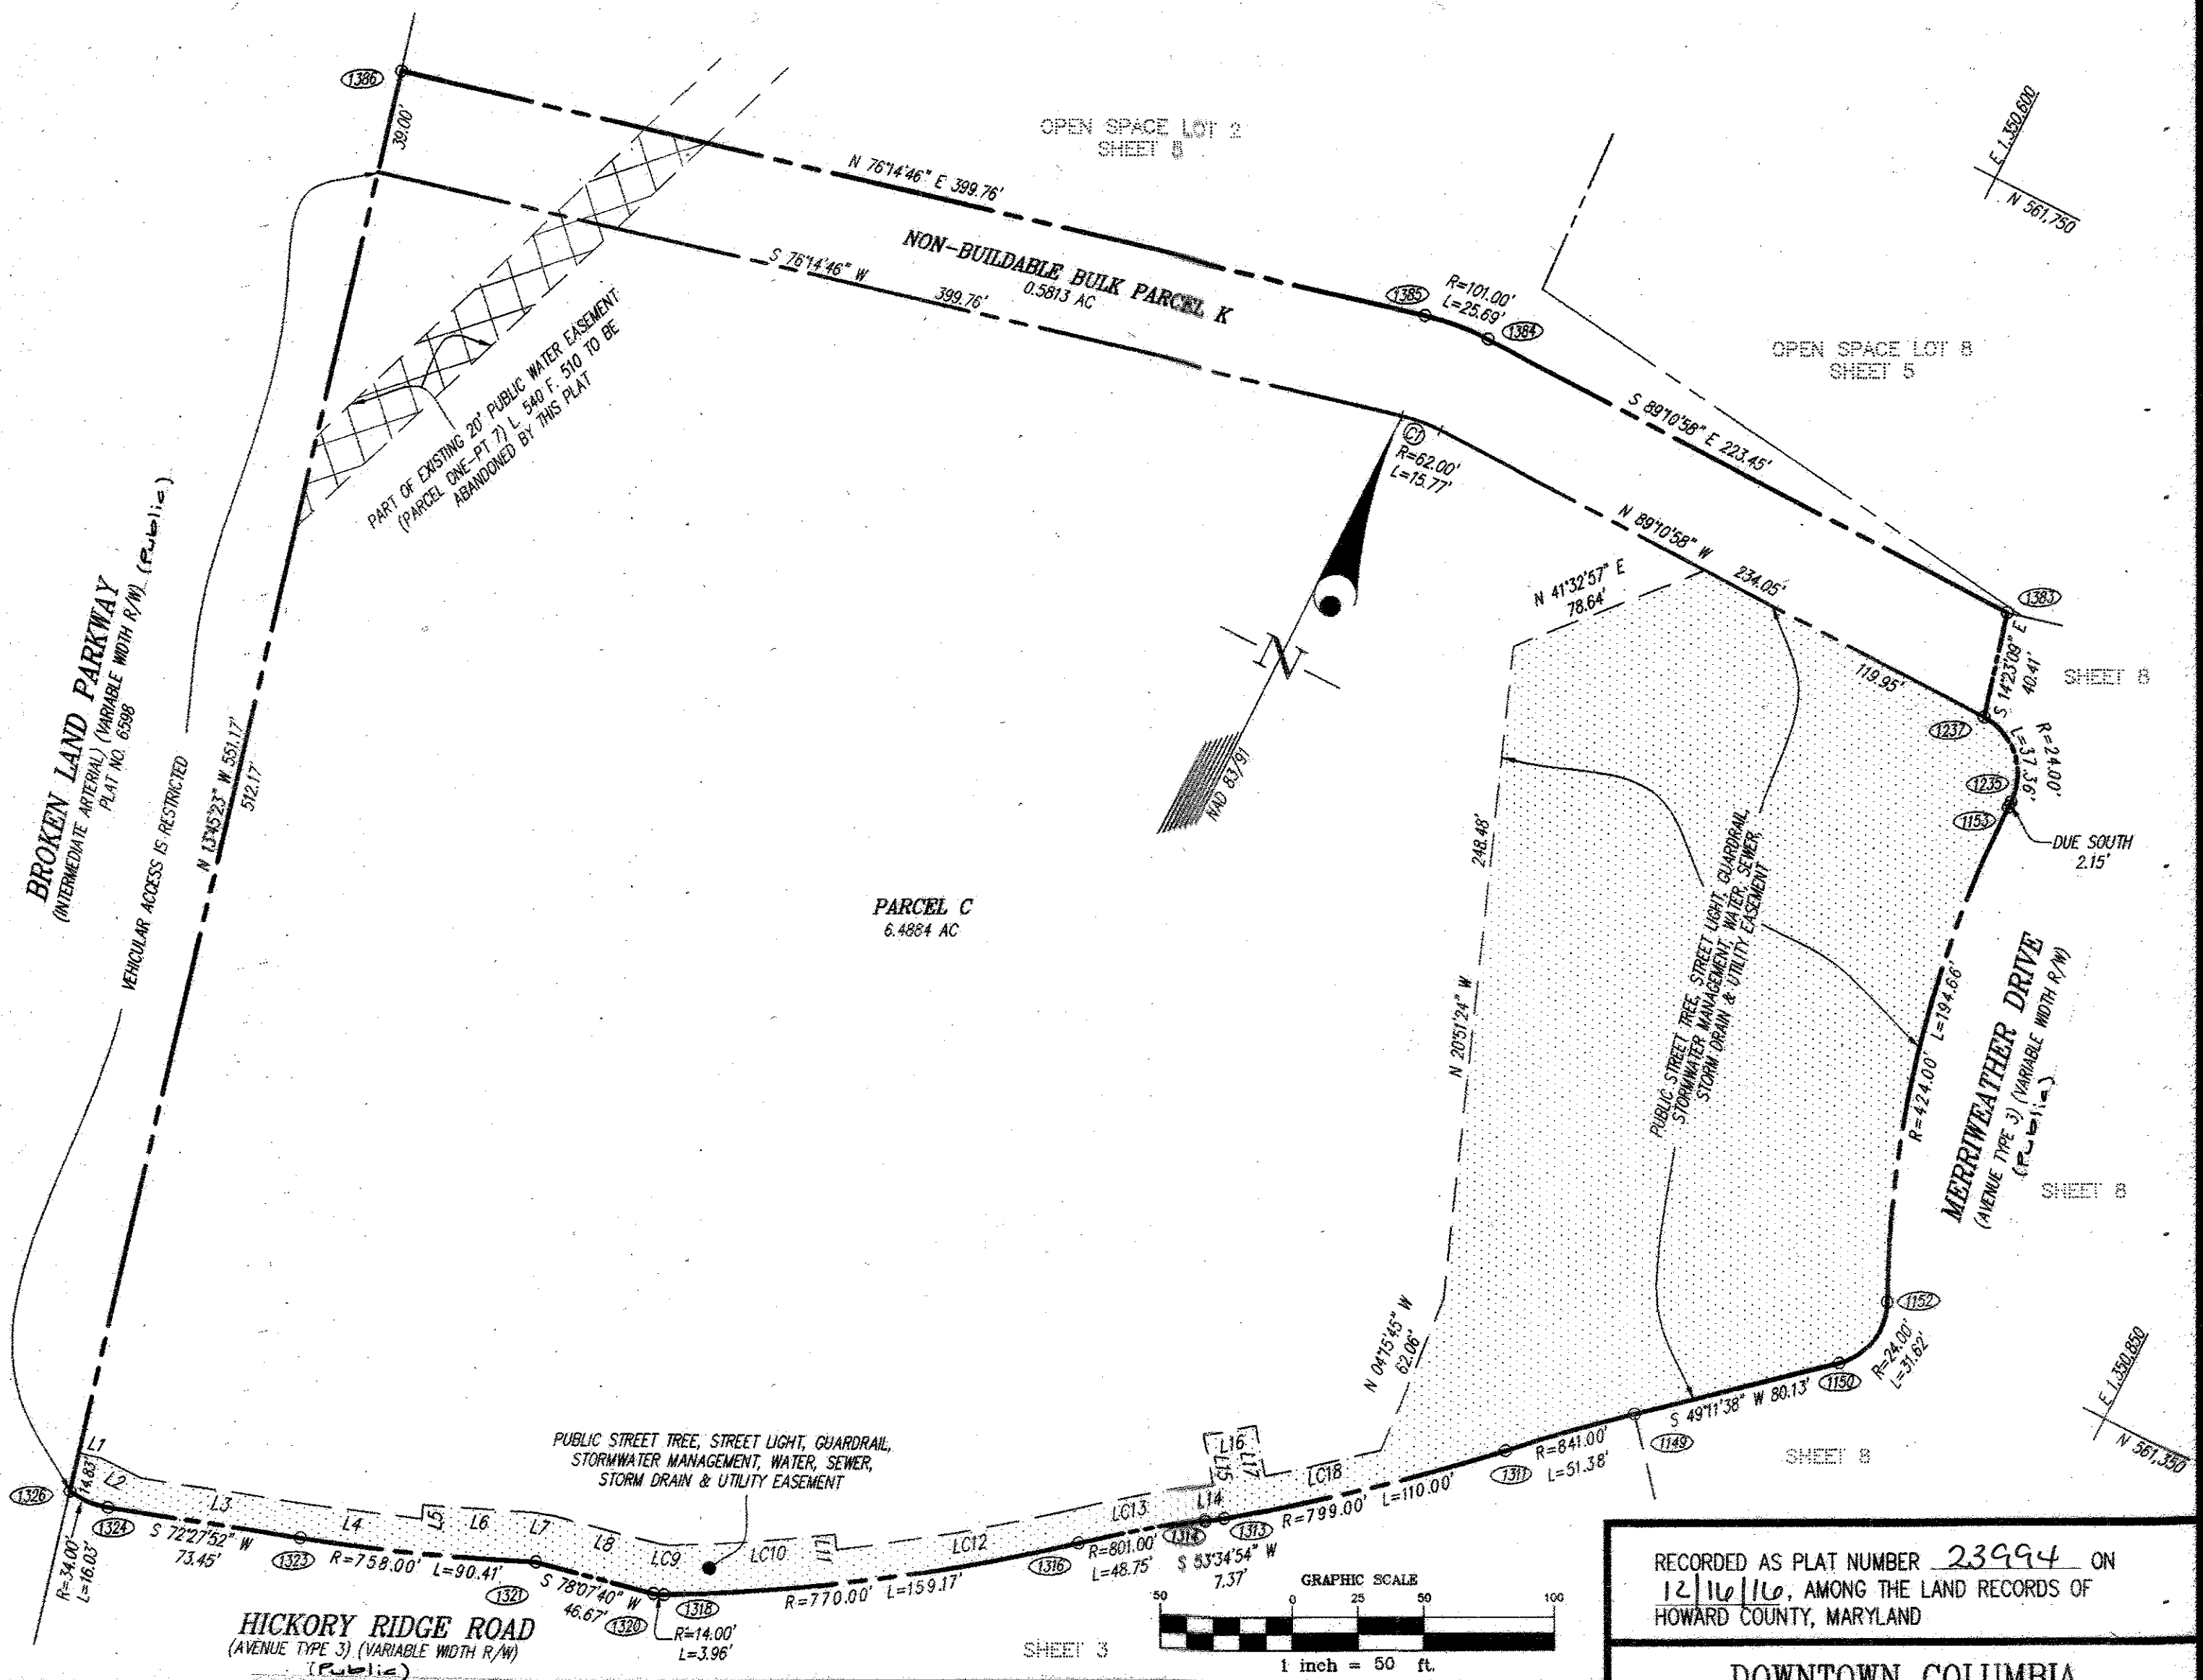 1386
39.00'
OPEN SPACE LOT 2
SHEET 5
N 76°14'46" E 399.76'
NON-BUILDABLE BULK PARCEL K
0.5813 AC
S 76°14'46" W
399.76'
1385
R=101.00'
L=25.69'
1384
E 1,350,600
N 561,750
OPEN SPACE LOT 8
SHEET 5
S 89°10'58" E 223.45'
C1
R=62.00'
L=15.77'
N 89°10'58" W
234.05'
119.95'
1383
S 14°23'09" E
40.41'
SHEET 8
1237
R=24.00'
L=37.36'
1235
1153
DUE SOUTH
2.15'
PART OF EXISTING 20' PUBLIC WATER EASEMENT
(PARCEL ONE-PT 7) L. 540 F. 510 TO BE
ABANDONED BY THIS PLAT
BROKEN LAND PARKWAY
(INTERMEDIATE ARTERIAL) (VARIABLE WIDTH R/W) (Public)
PLAT NO. 6598
VEHICULAR ACCESS IS RESTRICTED
N 13°45'23" W 551.17'
512.17'
N
NAD 83/91
N 41°32'57" E
78.64'
248.48'
N 20°51'24" W
PARCEL C
6.4884 AC
PUBLIC STREET TREE, STREET LIGHT, GUARDRAIL,
STORMWATER MANAGEMENT, WATER, SEWER,
STORM DRAIN & UTILITY EASEMENT
R=424.00' L=194.66'
MERRIWEATHER DRIVE
(AVENUE TYPE 3) (VARIABLE WIDTH R/W)
(Public)
SHEET 8
1152
R=24.00'
L=31.62'
1150
S 49°11'38" W 80.13'
1149
SHEET 8
E 1,350,850
N 561,350
N 04°15'45" W
62.06'
R=841.00'
L=51.38'
1311
R=799.00' L=110.00'
1313
1314
S 53°34'54" W
7.37'
R=801.00'
L=48.75'
1316
R=770.00' L=159.17'
1318
R=14.00'
L=3.96'
1320
S 78°07'40" W
46.67'
1321
R=758.00' L=90.41'
1323
S 72°27'52" W
73.45'
1324
1326
14.83'
R=34.00'
L=16.03'
L1
L2
L3
L4
L5
L6
L7
L8
LC9
LC10
L11
LC12
LC13
L14
L15
L16
L17
LC18
PUBLIC STREET TREE, STREET LIGHT, GUARDRAIL,
STORMWATER MANAGEMENT, WATER, SEWER,
STORM DRAIN & UTILITY EASEMENT
HICKORY RIDGE ROAD
(AVENUE TYPE 3) (VARIABLE WIDTH R/W)
(Public)
SHEET 3
GRAPHIC SCALE
50 0 25 50 100
1 inch = 50 ft.
RECORDED AS PLAT NUMBER 23994 ON
12/16/16, AMONG THE LAND RECORDS OF
HOWARD COUNTY, MARYLAND
DOWNTOWN COLUMBIA